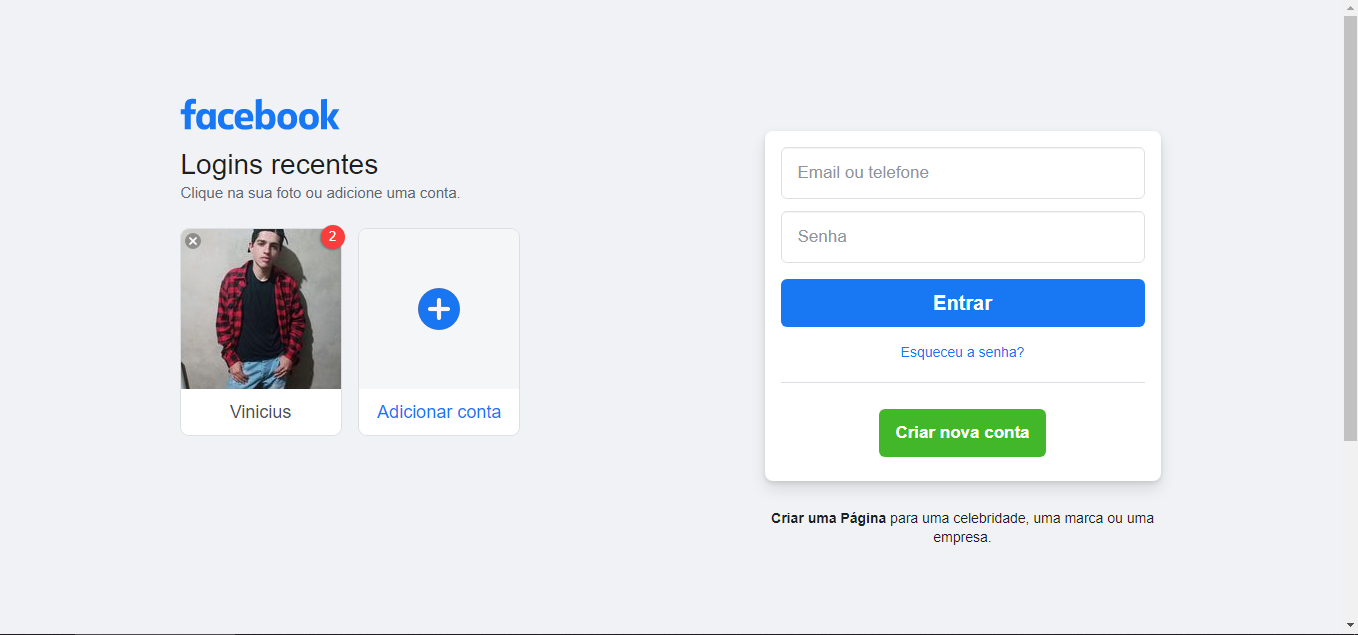 facebook
Logins recentes
Clique na sua foto ou adicione uma conta.
2
Vinicius
Adicionar conta
Email ou telefone
Senha
Entrar
Esqueceu a senha?
Criar nova conta
Criar uma Página para uma celebridade, uma marca ou uma
empresa.